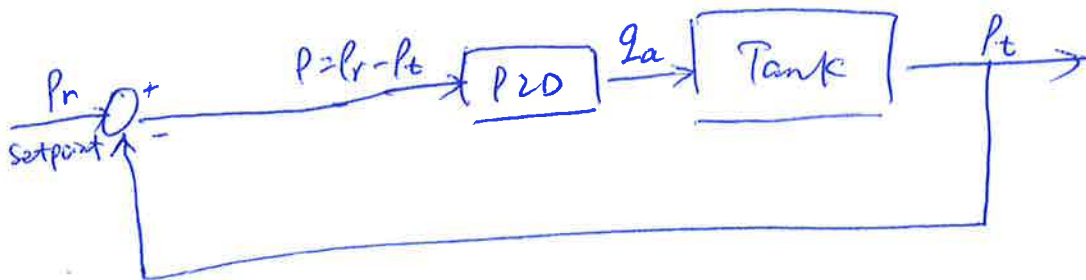 Pr
setpoint
+
-
P=Pr-Pt
PID
qa
Tank
Pt